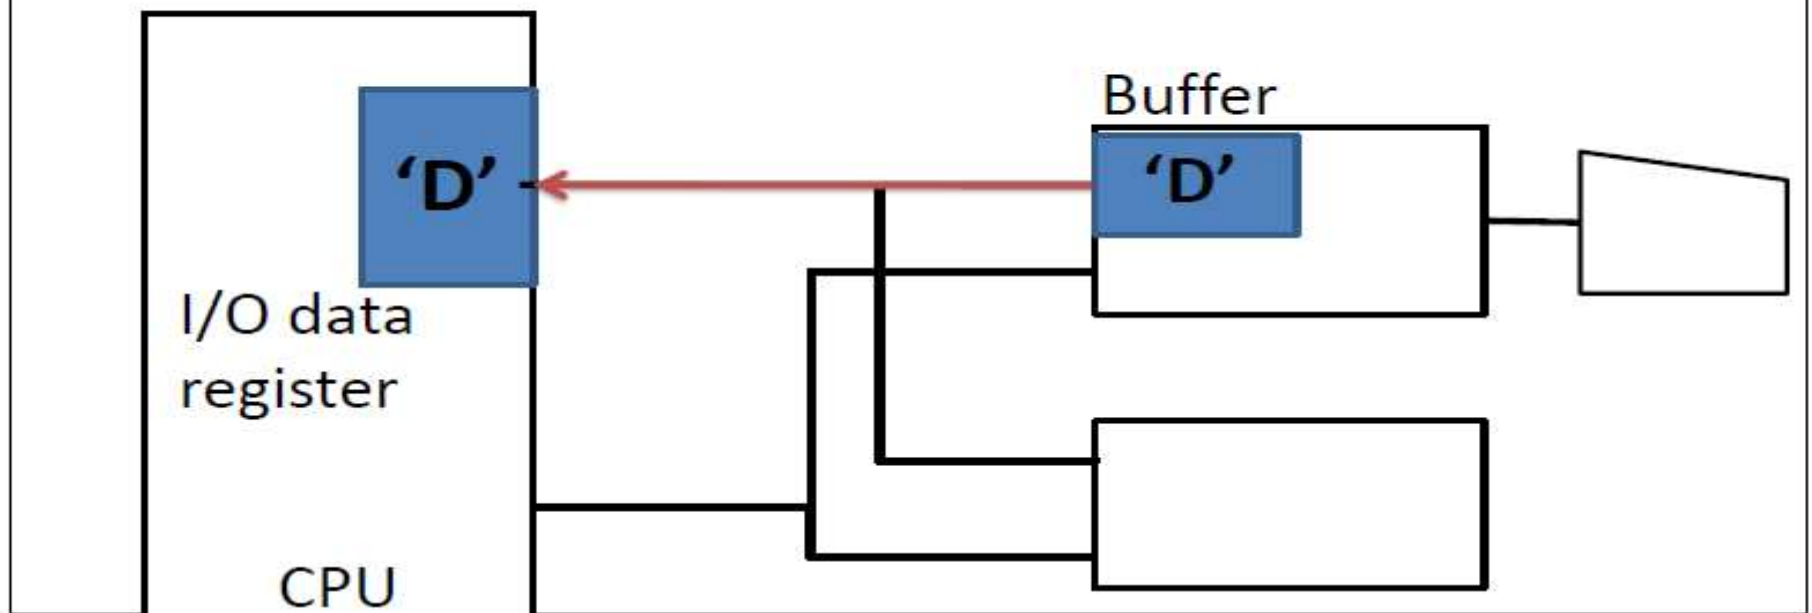 Buffer
‘D’
‘D’
I/O data
register
CPU